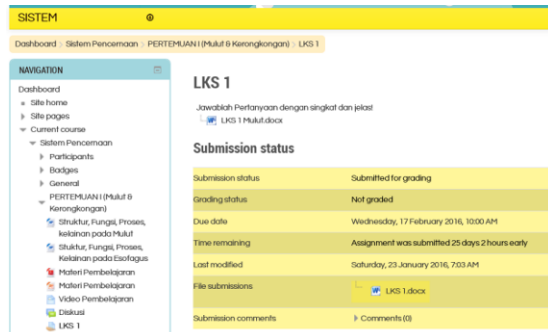 SISTEM
Dashboard > Sistem Pencernaan > PERTEMUAN I (Mulut & Kerongkongan) > LKS 1
NAVIGATION
Dashboard
Site home
Site pages
Current course
Sistem Pencernaan
Participants
Badges
General
PERTEMUAN I (Mulut &
Kerongkongan)
Struktur, Fungsi, Proses,
kelainan pada Mulut
Stuktur, Fungsi, Proses,
Kelainan pada Esofagus
Materi Pembelajaran
Materi Pembelajaran
Video Pembelajaran
Diskusi
LKS 1
LKS 1
Jawablah Pertanyaan dengan singkat dan jelas!
LKS 1 Mulut.docx
Submission status
Submission status Submitted for grading
Grading status Not graded
Due date Wednesday, 17 February 2016, 10:00 AM
Time remaining Assignment was submitted 25 days 2 hours early
Last modified Saturday, 23 January 2016, 7:03 AM
File submissions LKS 1.docx
Submission comments Comments (0)